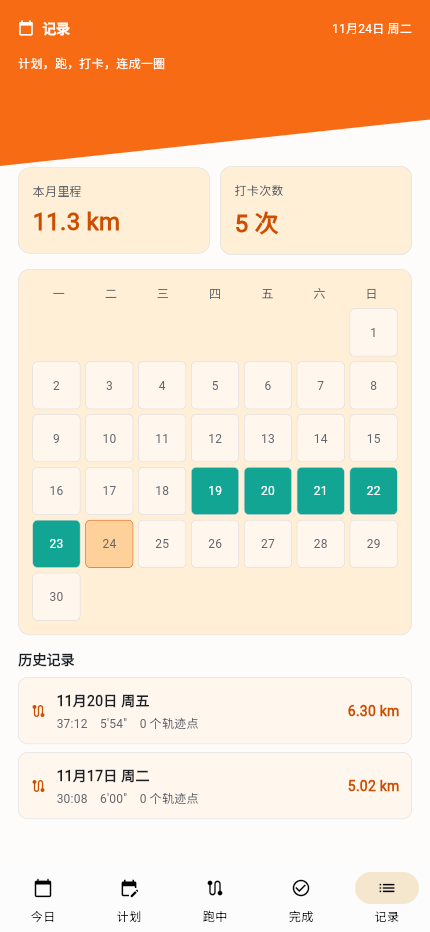 记录
11月24日 周二
计划，跑，打卡，连成一圈
本月里程
11.3 km
打卡次数
5 次
一 二 三 四 五 六 日
1
2 3 4 5 6 7 8
9 10 11 12 13 14 15
16 17 18 19 20 21 22
23 24 25 26 27 28 29
30
历史记录
11月20日 周五
6.30 km
37:12 5'54" 0 个轨迹点
11月17日 周二
5.02 km
30:08 6'00" 0 个轨迹点
今日 计划 跑中 完成 记录